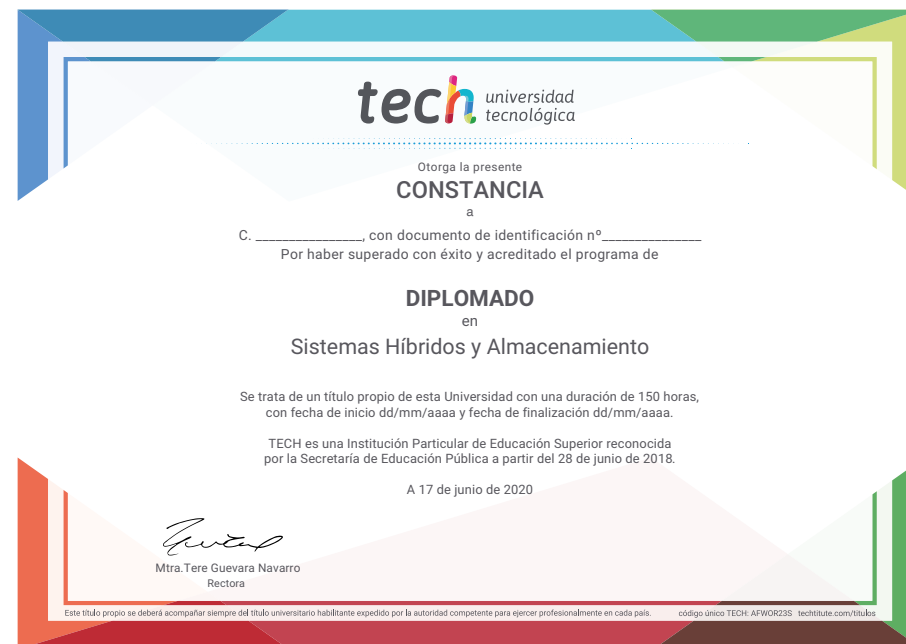 tech universidad
tecnológica
Otorga la presente
CONSTANCIA
a
C. ________________, con documento de identificación nº_______________
Por haber superado con éxito y acreditado el programa de
DIPLOMADO
en
Sistemas Híbridos y Almacenamiento
Se trata de un título propio de esta Universidad con una duración de 150 horas,
con fecha de inicio dd/mm/aaaa y fecha de finalización dd/mm/aaaa.
TECH es una Institución Particular de Educación Superior reconocida
por la Secretaría de Educación Pública a partir del 28 de junio de 2018.
A 17 de junio de 2020
Mtra.Tere Guevara Navarro
Rectora
Este título propio se deberá acompañar siempre del título universitario habilitante expedido por la autoridad competente para ejercer profesionalmente en cada país. código único TECH: AFWOR23S techtitute.com/titulos